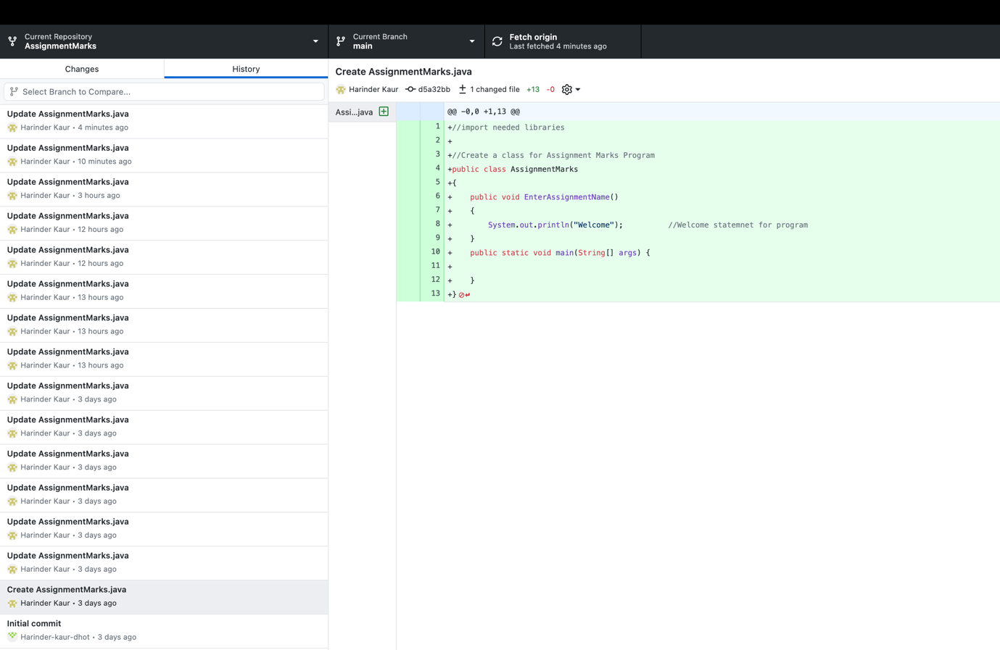 Current Repository
AssignmentMarks
Current Branch
main
Fetch origin
Last fetched 4 minutes ago
Changes
History
Select Branch to Compare...
Update AssignmentMarks.java
Harinder Kaur • 4 minutes ago
Update AssignmentMarks.java
Harinder Kaur • 10 minutes ago
Update AssignmentMarks.java
Harinder Kaur • 3 hours ago
Update AssignmentMarks.java
Harinder Kaur • 12 hours ago
Update AssignmentMarks.java
Harinder Kaur • 12 hours ago
Update AssignmentMarks.java
Harinder Kaur • 13 hours ago
Update AssignmentMarks.java
Harinder Kaur • 13 hours ago
Update AssignmentMarks.java
Harinder Kaur • 13 hours ago
Update AssignmentMarks.java
Harinder Kaur • 3 days ago
Update AssignmentMarks.java
Harinder Kaur • 3 days ago
Update AssignmentMarks.java
Harinder Kaur • 3 days ago
Update AssignmentMarks.java
Harinder Kaur • 3 days ago
Update AssignmentMarks.java
Harinder Kaur • 3 days ago
Update AssignmentMarks.java
Harinder Kaur • 3 days ago
Create AssignmentMarks.java
Harinder Kaur • 3 days ago
Initial commit
Harinder-kaur-dhot • 3 days ago
Create AssignmentMarks.java
Harinder Kaur d5a32bb 1 changed file +13 -0
Assi...java
@@ -0,0 +1,13 @@
1 +//import needed libraries
2 +
3 +//Create a class for Assignment Marks Program
4 +public class AssignmentMarks
5 +{
6 +    public void EnterAssignmentName()
7 +    {
8 +        System.out.println("Welcome");          //Welcome statemnet for program
9 +    }
10 +    public static void main(String[] args) {
11 +
12 +    }
13 +}